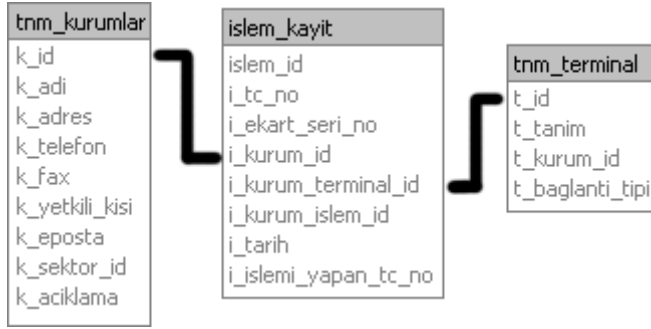 tnm_kurumlar
k_id
k_adi
k_adres
k_telefon
k_fax
k_yetkili_kisi
k_eposta
k_sektor_id
k_aciklama
islem_kayit
islem_id
i_tc_no
i_ekart_seri_no
i_kurum_id
i_kurum_terminal_id
i_kurum_islem_id
i_tarih
i_islemi_yapan_tc_no
tnm_terminal
t_id
t_tanim
t_kurum_id
t_baglanti_tipi